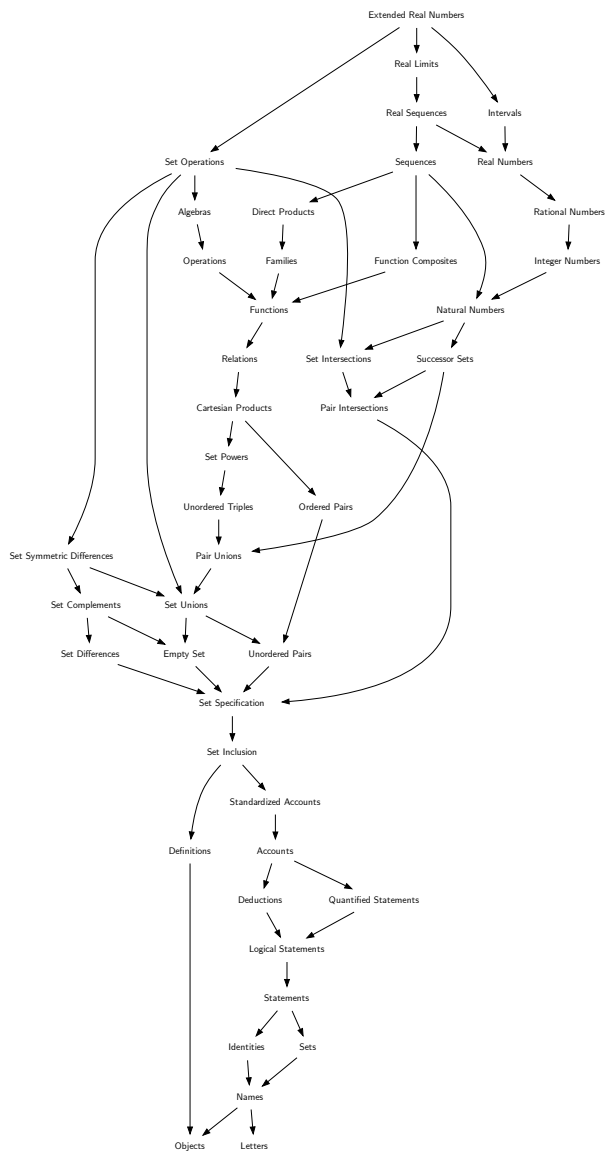 Extended Real Numbers
Real Limits
Real Sequences
Intervals
Set Operations
Sequences
Real Numbers
Algebras
Direct Products
Rational Numbers
Operations
Families
Function Composites
Integer Numbers
Functions
Natural Numbers
Relations
Set Intersections
Successor Sets
Cartesian Products
Pair Intersections
Set Powers
Unordered Triples
Ordered Pairs
Set Symmetric Differences
Pair Unions
Set Complements
Set Unions
Set Differences
Empty Set
Unordered Pairs
Set Specification
Set Inclusion
Standardized Accounts
Definitions
Accounts
Deductions
Quantified Statements
Logical Statements
Statements
Identities
Sets
Names
Objects
Letters